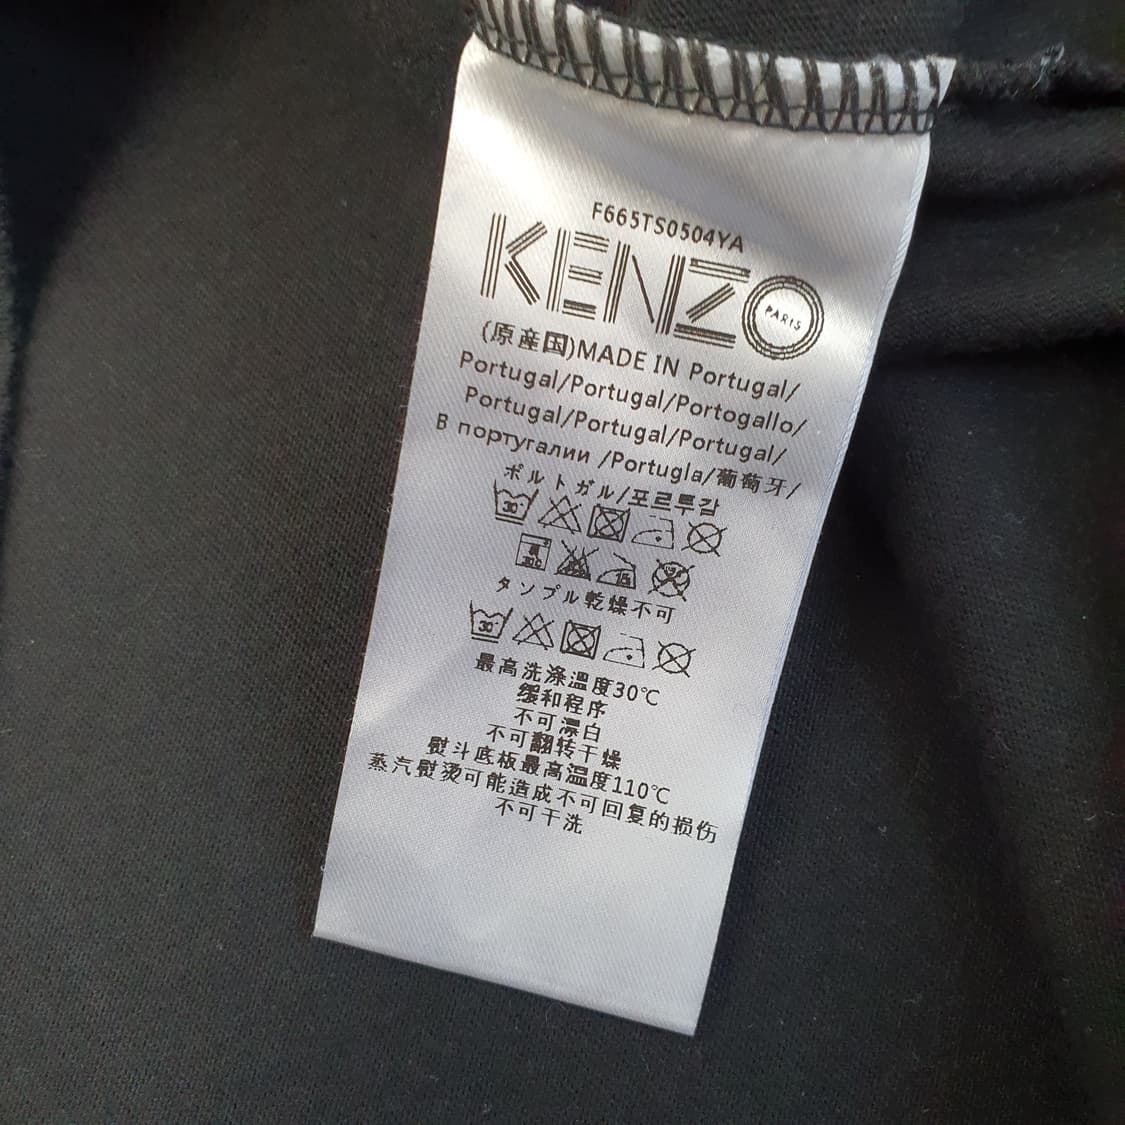 F665TS0504YA
KENZO
PARIS
(原産国)MADE IN Portugal/
Portugal/Portugal/Portogallo/
Portugal/Portugal/Portugal/
В португалии /Portugla/葡萄牙/
ポルトガル/포르투갈
30°
タンブル乾燥不可
30°
最高洗涤温度30℃
缓和程序
不可漂白
不可翻转干燥
熨斗底板最高温度110℃
蒸汽熨烫可能造成不可回复的损伤
不可干洗